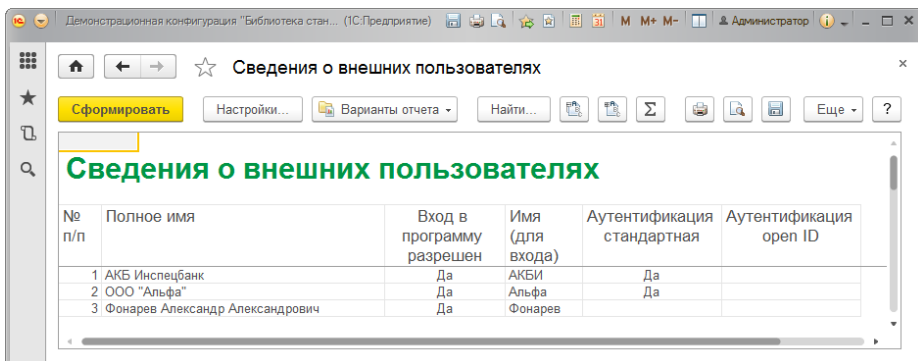 Демонстрационная конфигурация "Библиотека стан... (1С:Предприятие) M M+ M- Администратор
Сведения о внешних пользователях
Сформировать Настройки... Варианты отчета Найти... Σ Еще ?
Сведения о внешних пользователях
№ п/п Полное имя Вход в программу разрешен Имя (для входа) Аутентификация стандартная Аутентификация open ID
1 АКБ Инспецбанк Да АКБИ Да
2 ООО "Альфа" Да Альфа Да
3 Фонарев Александр Александрович Да Фонарев